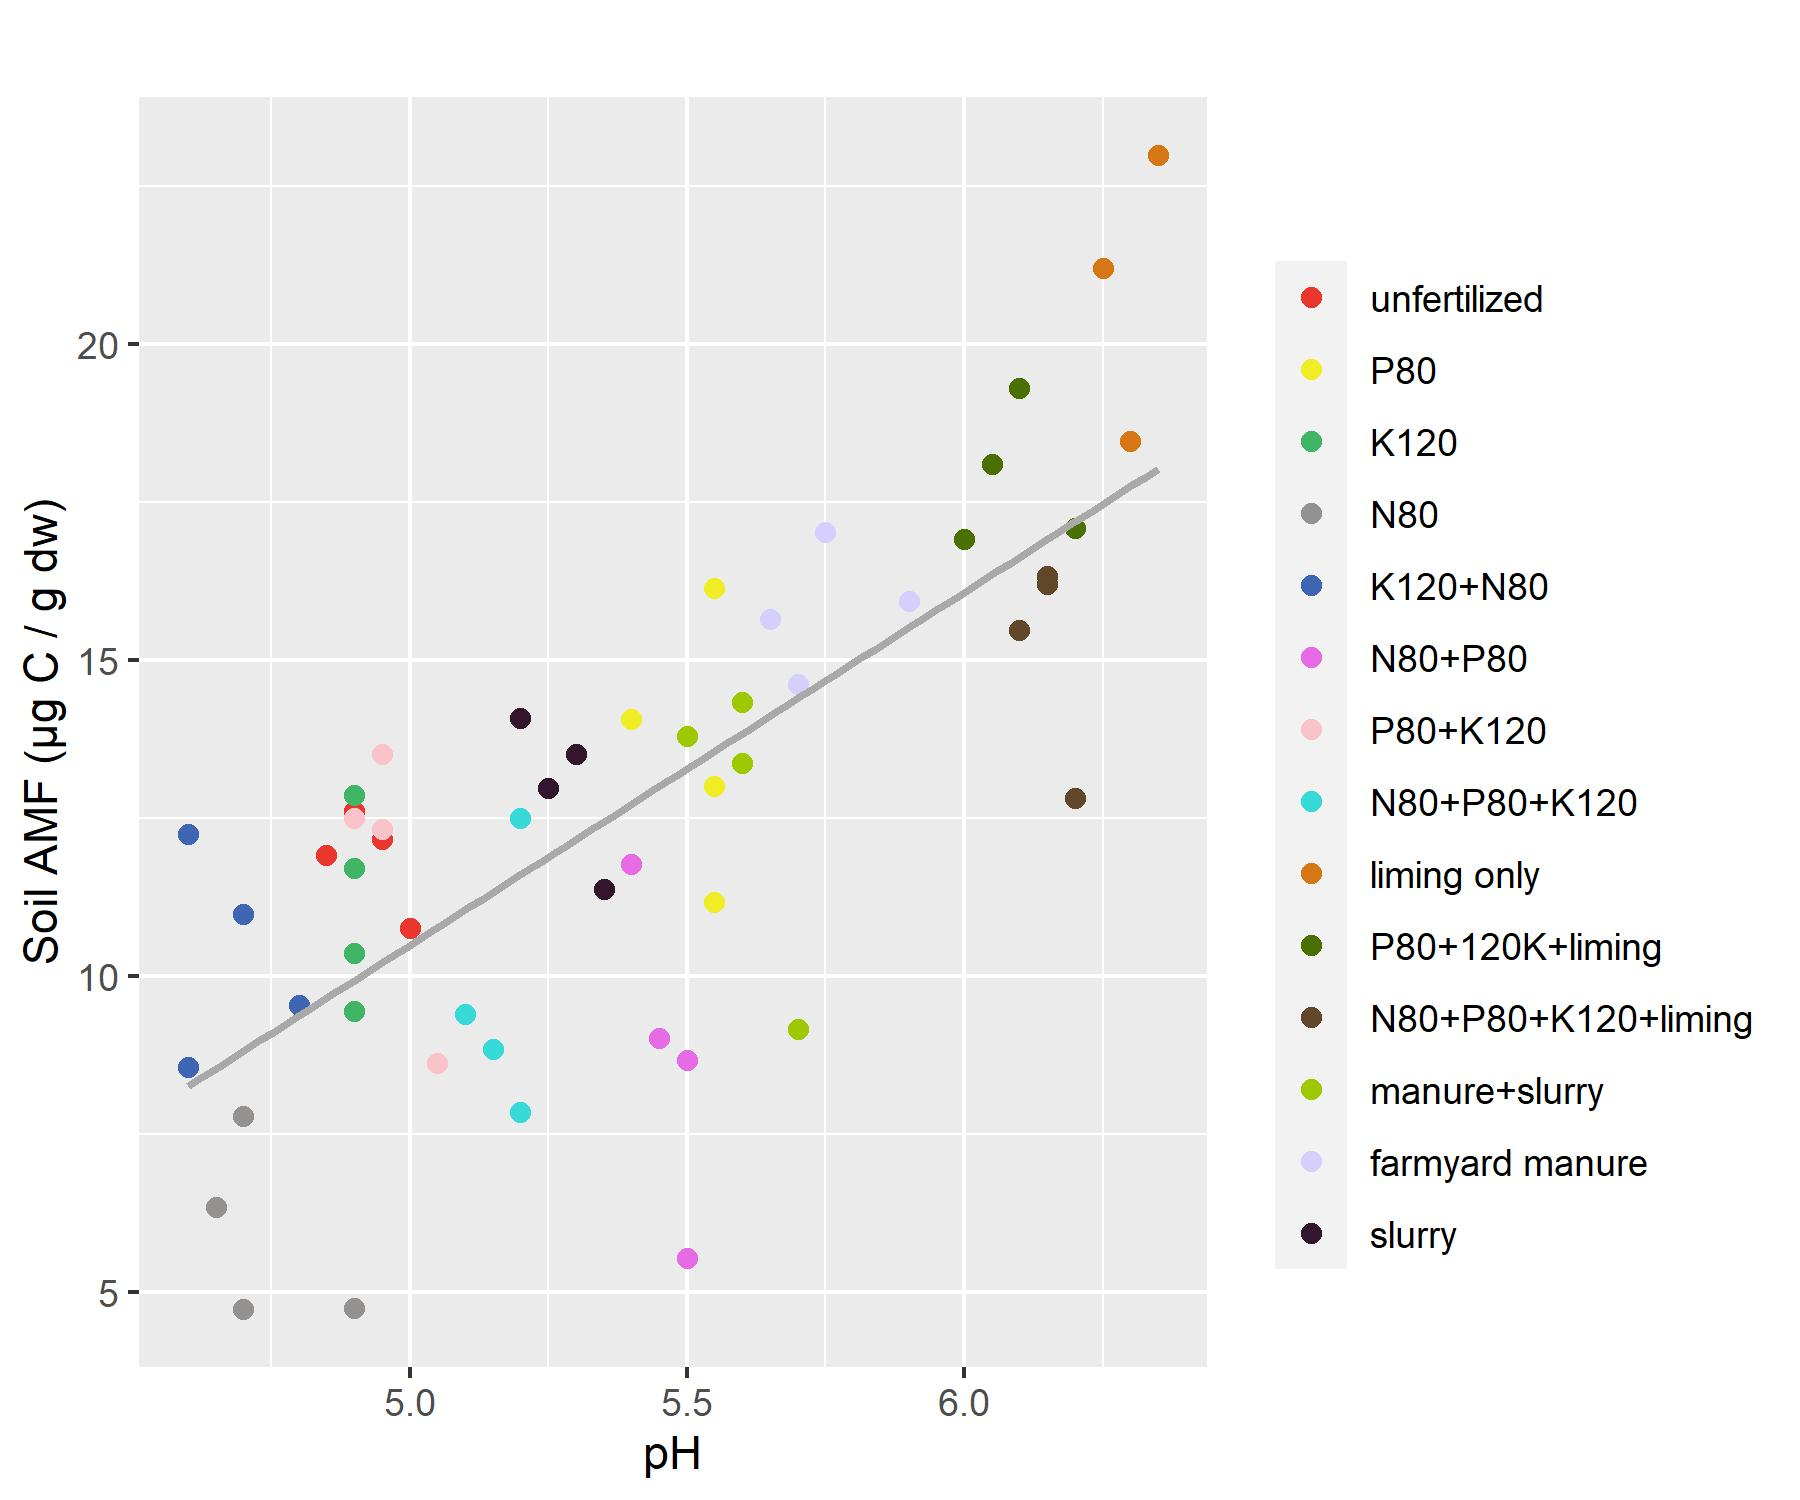 Soil AMF (µg C / g dw)
20
15
10
5
5.0 5.5 6.0
pH
unfertilized
P80
K120
N80
K120+N80
N80+P80
P80+K120
N80+P80+K120
liming only
P80+120K+liming
N80+P80+K120+liming
manure+slurry
farmyard manure
slurry